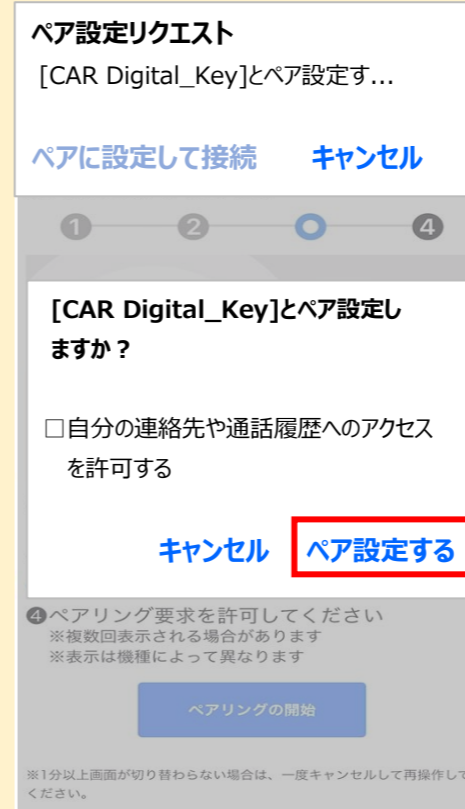 ペア設定リクエスト
[CAR Digital_Key]とペア設定す...
ペアに設定して接続 キャンセル
1 2 4
[CAR Digital_Key]とペア設定し
ますか？
□自分の連絡先や通話履歴へのアクセス
を許可する
キャンセル ペア設定する
❹ペアリング要求を許可してください
※複数回表示される場合があります
※表示は機種によって異なります
ペアリングの開始
※1分以上画面が切り替わらない場合は、一度キャンセルして再操作して
ください。